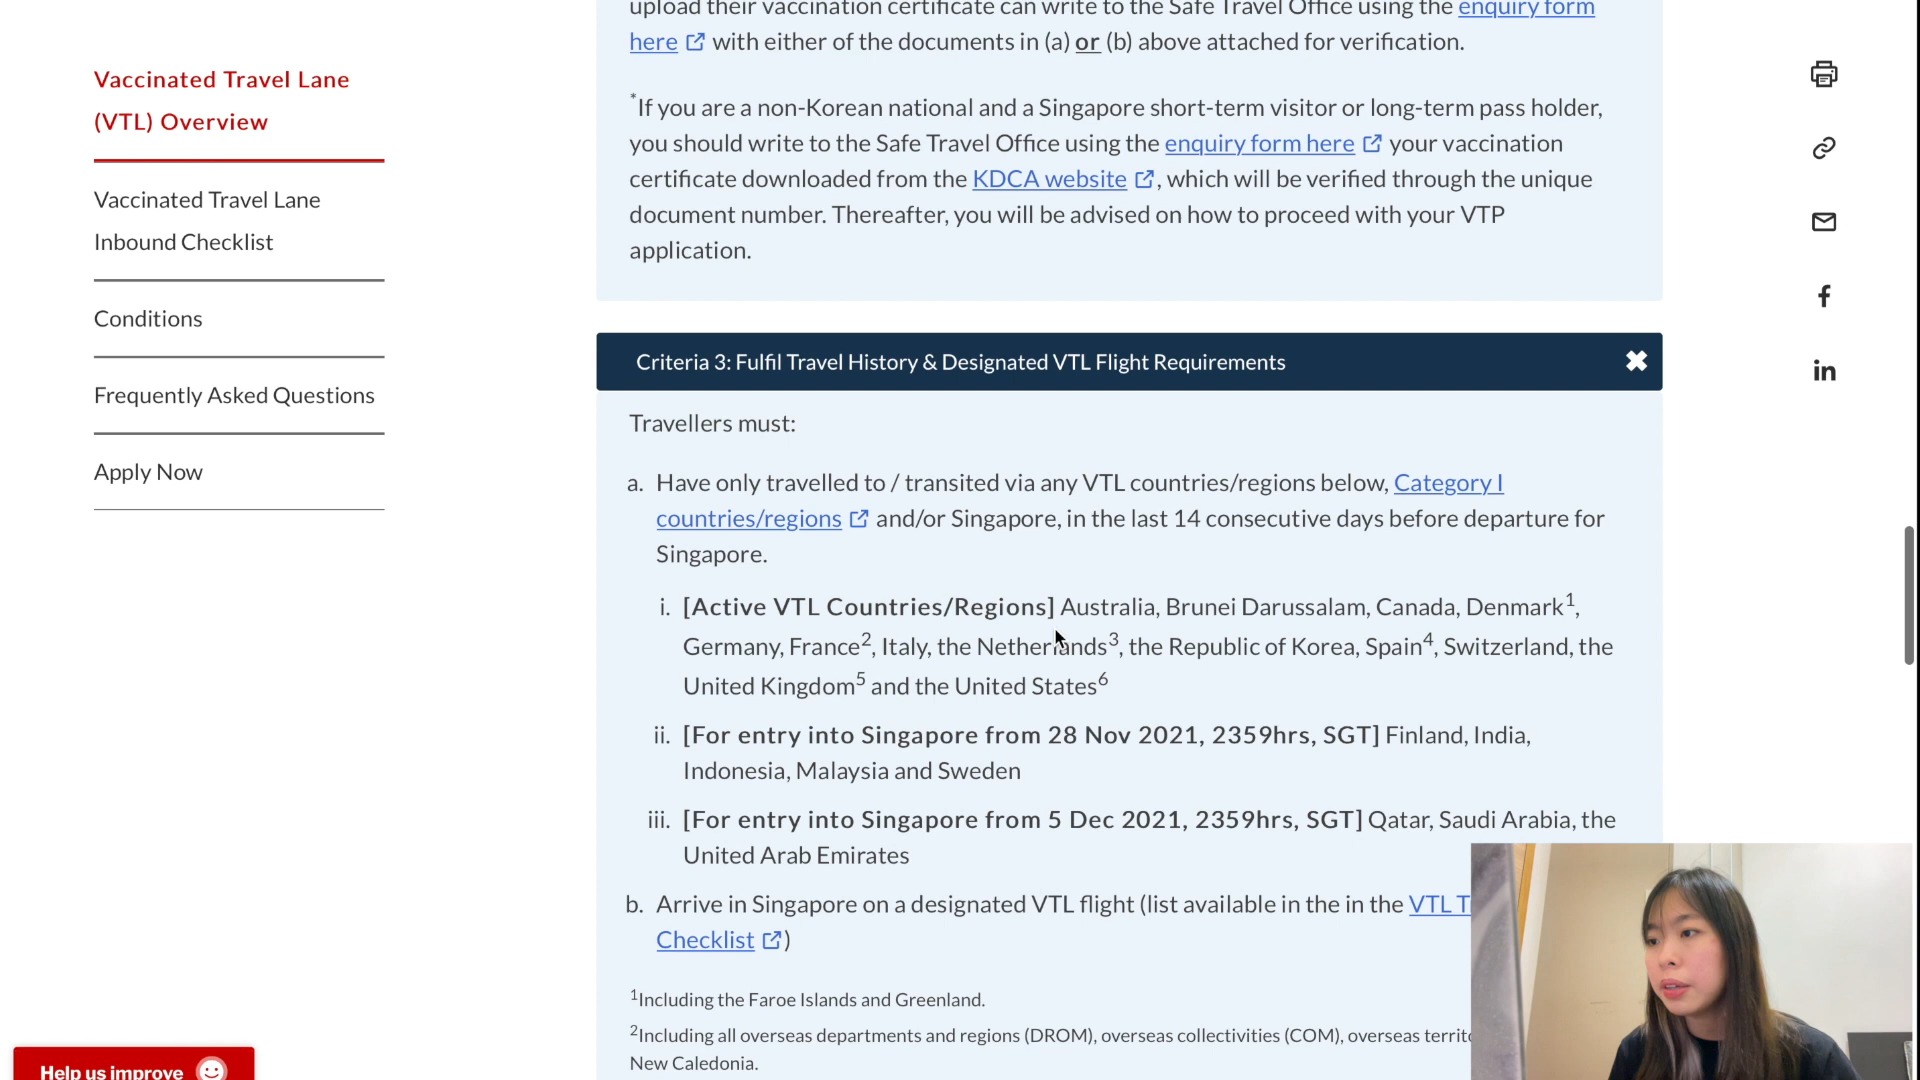 Vaccinated Travel Lane
(VTL) Overview
Vaccinated Travel Lane
Inbound Checklist
Conditions
Frequently Asked Questions
Apply Now
Help us improve
upload their vaccination certificate can write to the Safe Travel Office using the enquiry form
here with either of the documents in (a) or (b) above attached for verification.
*If you are a non-Korean national and a Singapore short-term visitor or long-term pass holder,
you should write to the Safe Travel Office using the enquiry form here your vaccination
certificate downloaded from the KDCA website, which will be verified through the unique
document number. Thereafter, you will be advised on how to proceed with your VTP
application.
Criteria 3: Fulfil Travel History & Designated VTL Flight Requirements
Travellers must:
a. Have only travelled to / transited via any VTL countries/regions below, Category I
countries/regions and/or Singapore, in the last 14 consecutive days before departure for
Singapore.
i. [Active VTL Countries/Regions] Australia, Brunei Darussalam, Canada, Denmark1,
Germany, France2, Italy, the Netherlands3, the Republic of Korea, Spain4, Switzerland, the
United Kingdom5 and the United States6
ii. [For entry into Singapore from 28 Nov 2021, 2359hrs, SGT] Finland, India,
Indonesia, Malaysia and Sweden
iii. [For entry into Singapore from 5 Dec 2021, 2359hrs, SGT] Qatar, Saudi Arabia, the
United Arab Emirates
b. Arrive in Singapore on a designated VTL flight (list available in the in the VTL T
Checklist)
1Including the Faroe Islands and Greenland.
2Including all overseas departments and regions (DROM), overseas collectivities (COM), overseas
New Caledonia.
f
in